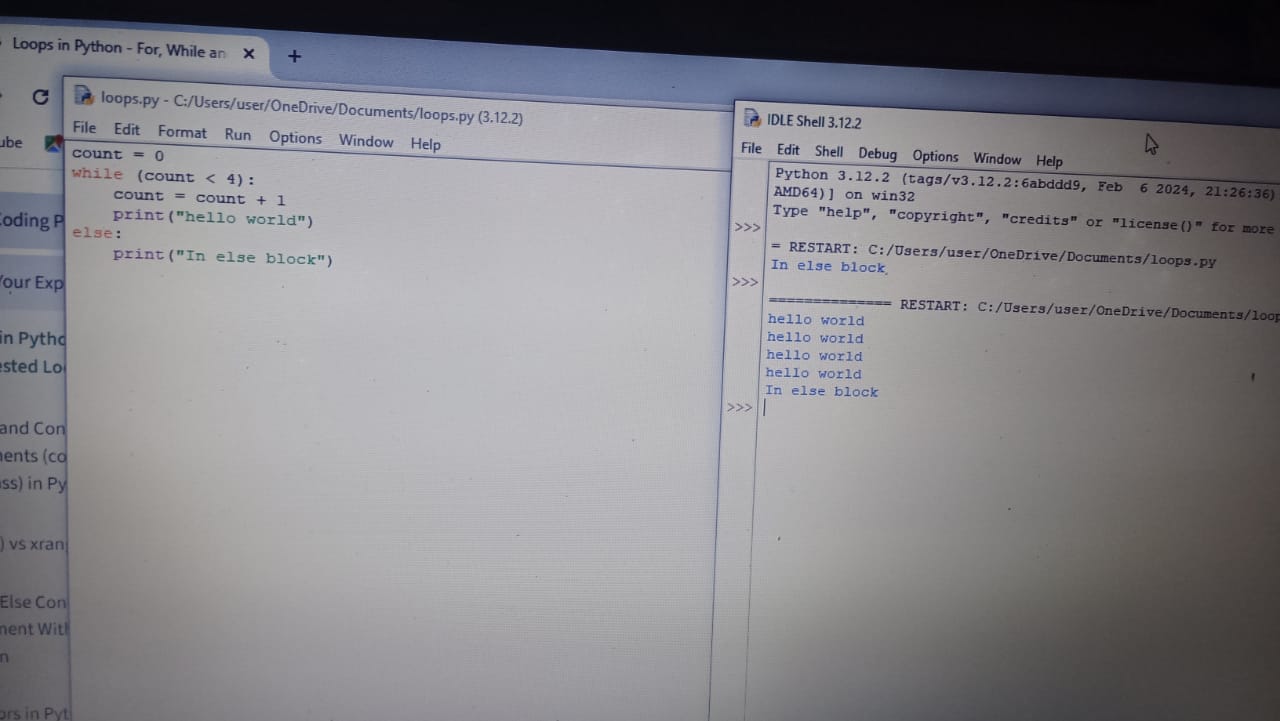 Loops in Python - For, While an
ube
oding P
our Exp
in Pytho
ested Lo
and Con
ents (co
ss) in Py
) vs xran
Else Con
nent Wit
n
ors in Pyt
loops.py - C:/Users/user/OneDrive/Documents/loops.py (3.12.2)
File Edit Format Run Options Window Help
count = 0
while (count < 4):
    count = count + 1
    print("hello world")
else:
    print("In else block")
IDLE Shell 3.12.2
File Edit Shell Debug Options Window Help
Python 3.12.2 (tags/v3.12.2:6abddd9, Feb  6 2024, 21:26:36)
AMD64)] on win32
Type "help", "copyright", "credits" or "license()" for more
>>>
= RESTART: C:/Users/user/OneDrive/Documents/loops.py
In else block
>>>
============== RESTART: C:/Users/user/OneDrive/Documents/loop
hello world
hello world
hello world
hello world
In else block
>>>